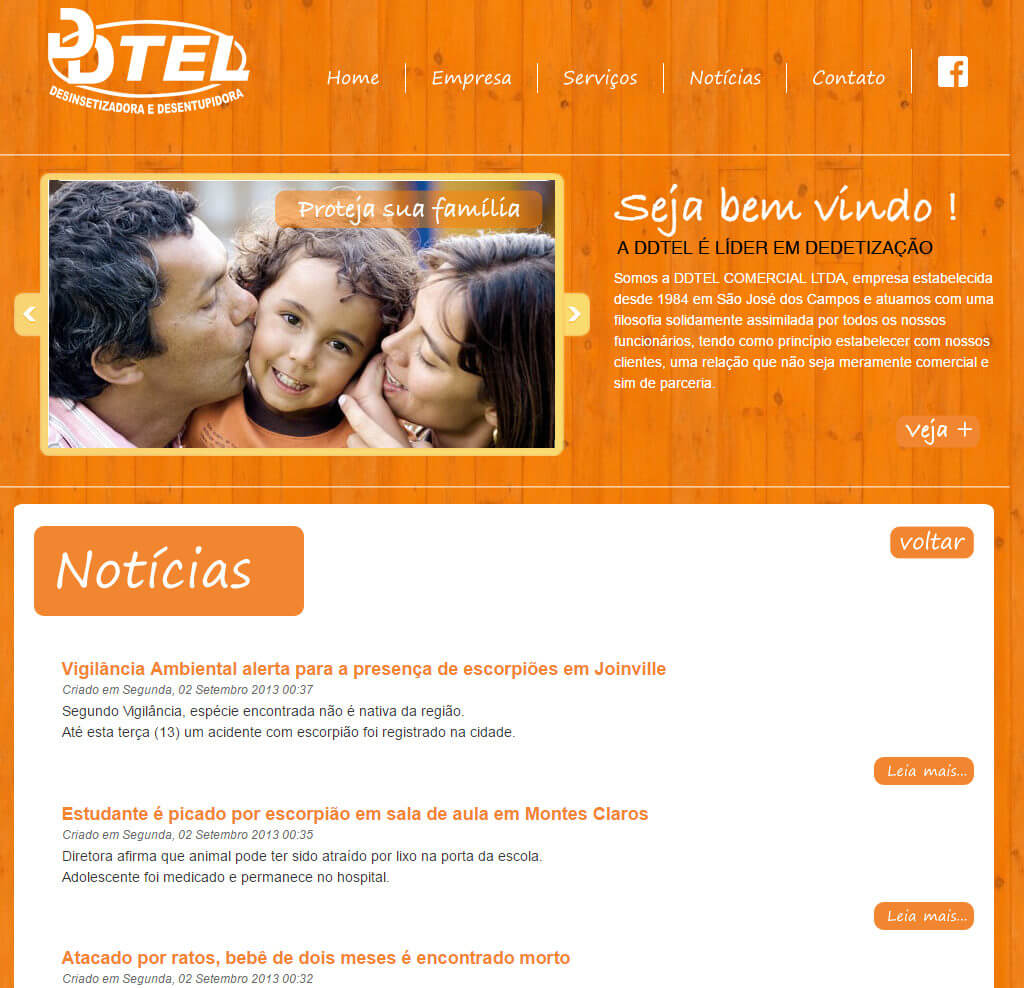 DDTEL
DESINSETIZADORA E DESENTUPIDORA
Home
Empresa
Serviços
Notícias
Contato
Proteja sua família
Seja bem vindo !
A DDTEL É LÍDER EM DEDETIZAÇÃO
Somos a DDTEL COMERCIAL LTDA, empresa estabelecida
desde 1984 em São José dos Campos e atuamos com uma
filosofia solidamente assimilada por todos os nossos
funcionários, tendo como princípio estabelecer com nossos
clientes, uma relação que não seja meramente comercial e
sim de parceria.
Veja +
Notícias
voltar
Vigilância Ambiental alerta para a presença de escorpiões em Joinville
Criado em Segunda, 02 Setembro 2013 00:37
Segundo Vigilância, espécie encontrada não é nativa da região.
Até esta terça (13) um acidente com escorpião foi registrado na cidade.
Leia mais...
Estudante é picado por escorpião em sala de aula em Montes Claros
Criado em Segunda, 02 Setembro 2013 00:35
Diretora afirma que animal pode ter sido atraído por lixo na porta da escola.
Adolescente foi medicado e permanece no hospital.
Leia mais...
Atacado por ratos, bebê de dois meses é encontrado morto
Criado em Segunda, 02 Setembro 2013 00:32